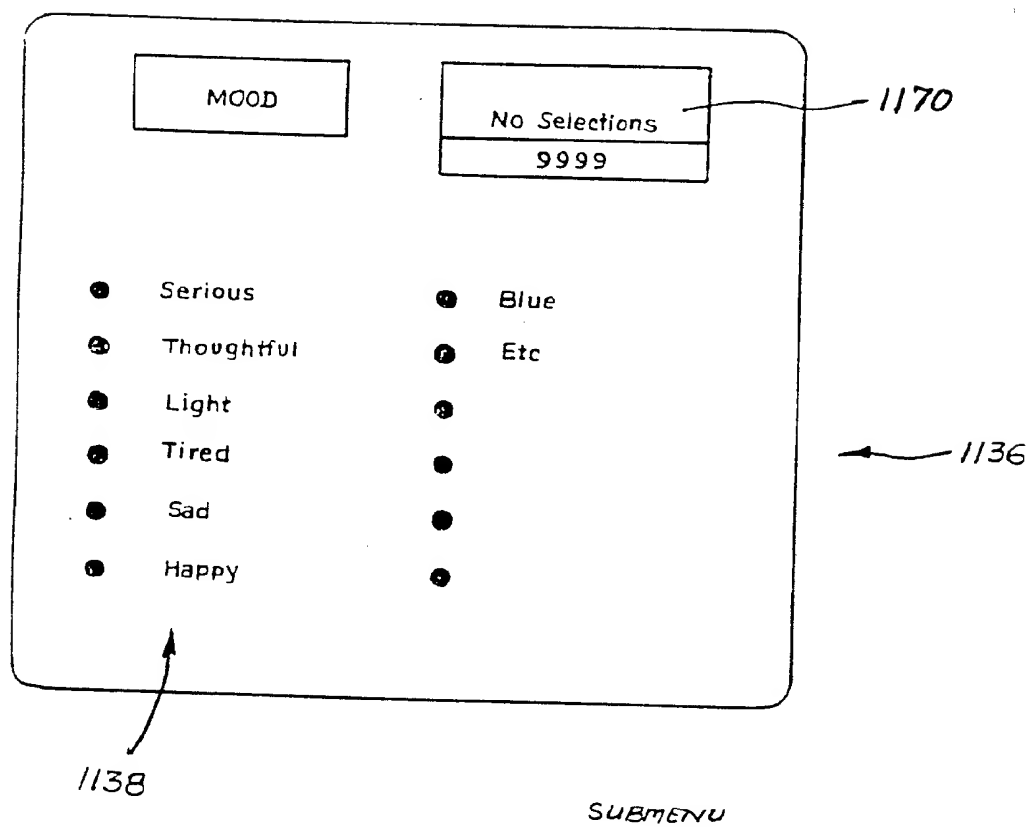 MOOD
No Selections
9999
1170
Serious
Thoughtful
Light
Tired
Sad
Happy
Blue
Etc
1136
1138
SUBMENU